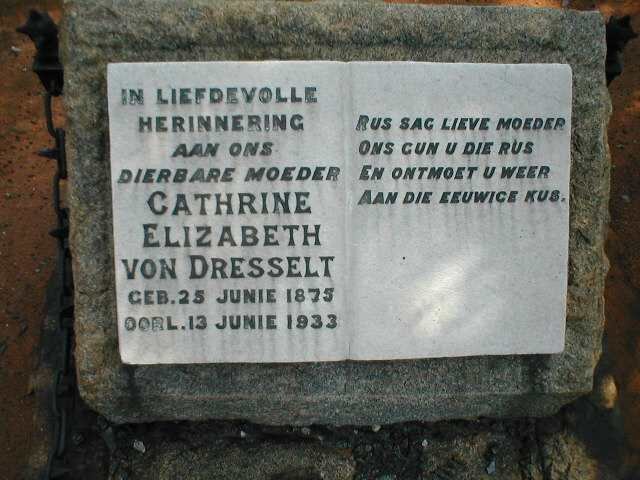 IN LIEFDEVOLLE
HERINNERING
AAN ONS
DIERBARE MOEDER
CATHRINE
ELIZABETH
VON DRESSELT
GEB. 25 JUNIE 1875
OORL. 13 JUNIE 1933
RUS SAG LIEVE MOEDER
ONS GUN U DIE RUS
EN ONTMOET U WEER
AAN DIE EEUWIGE KUS.